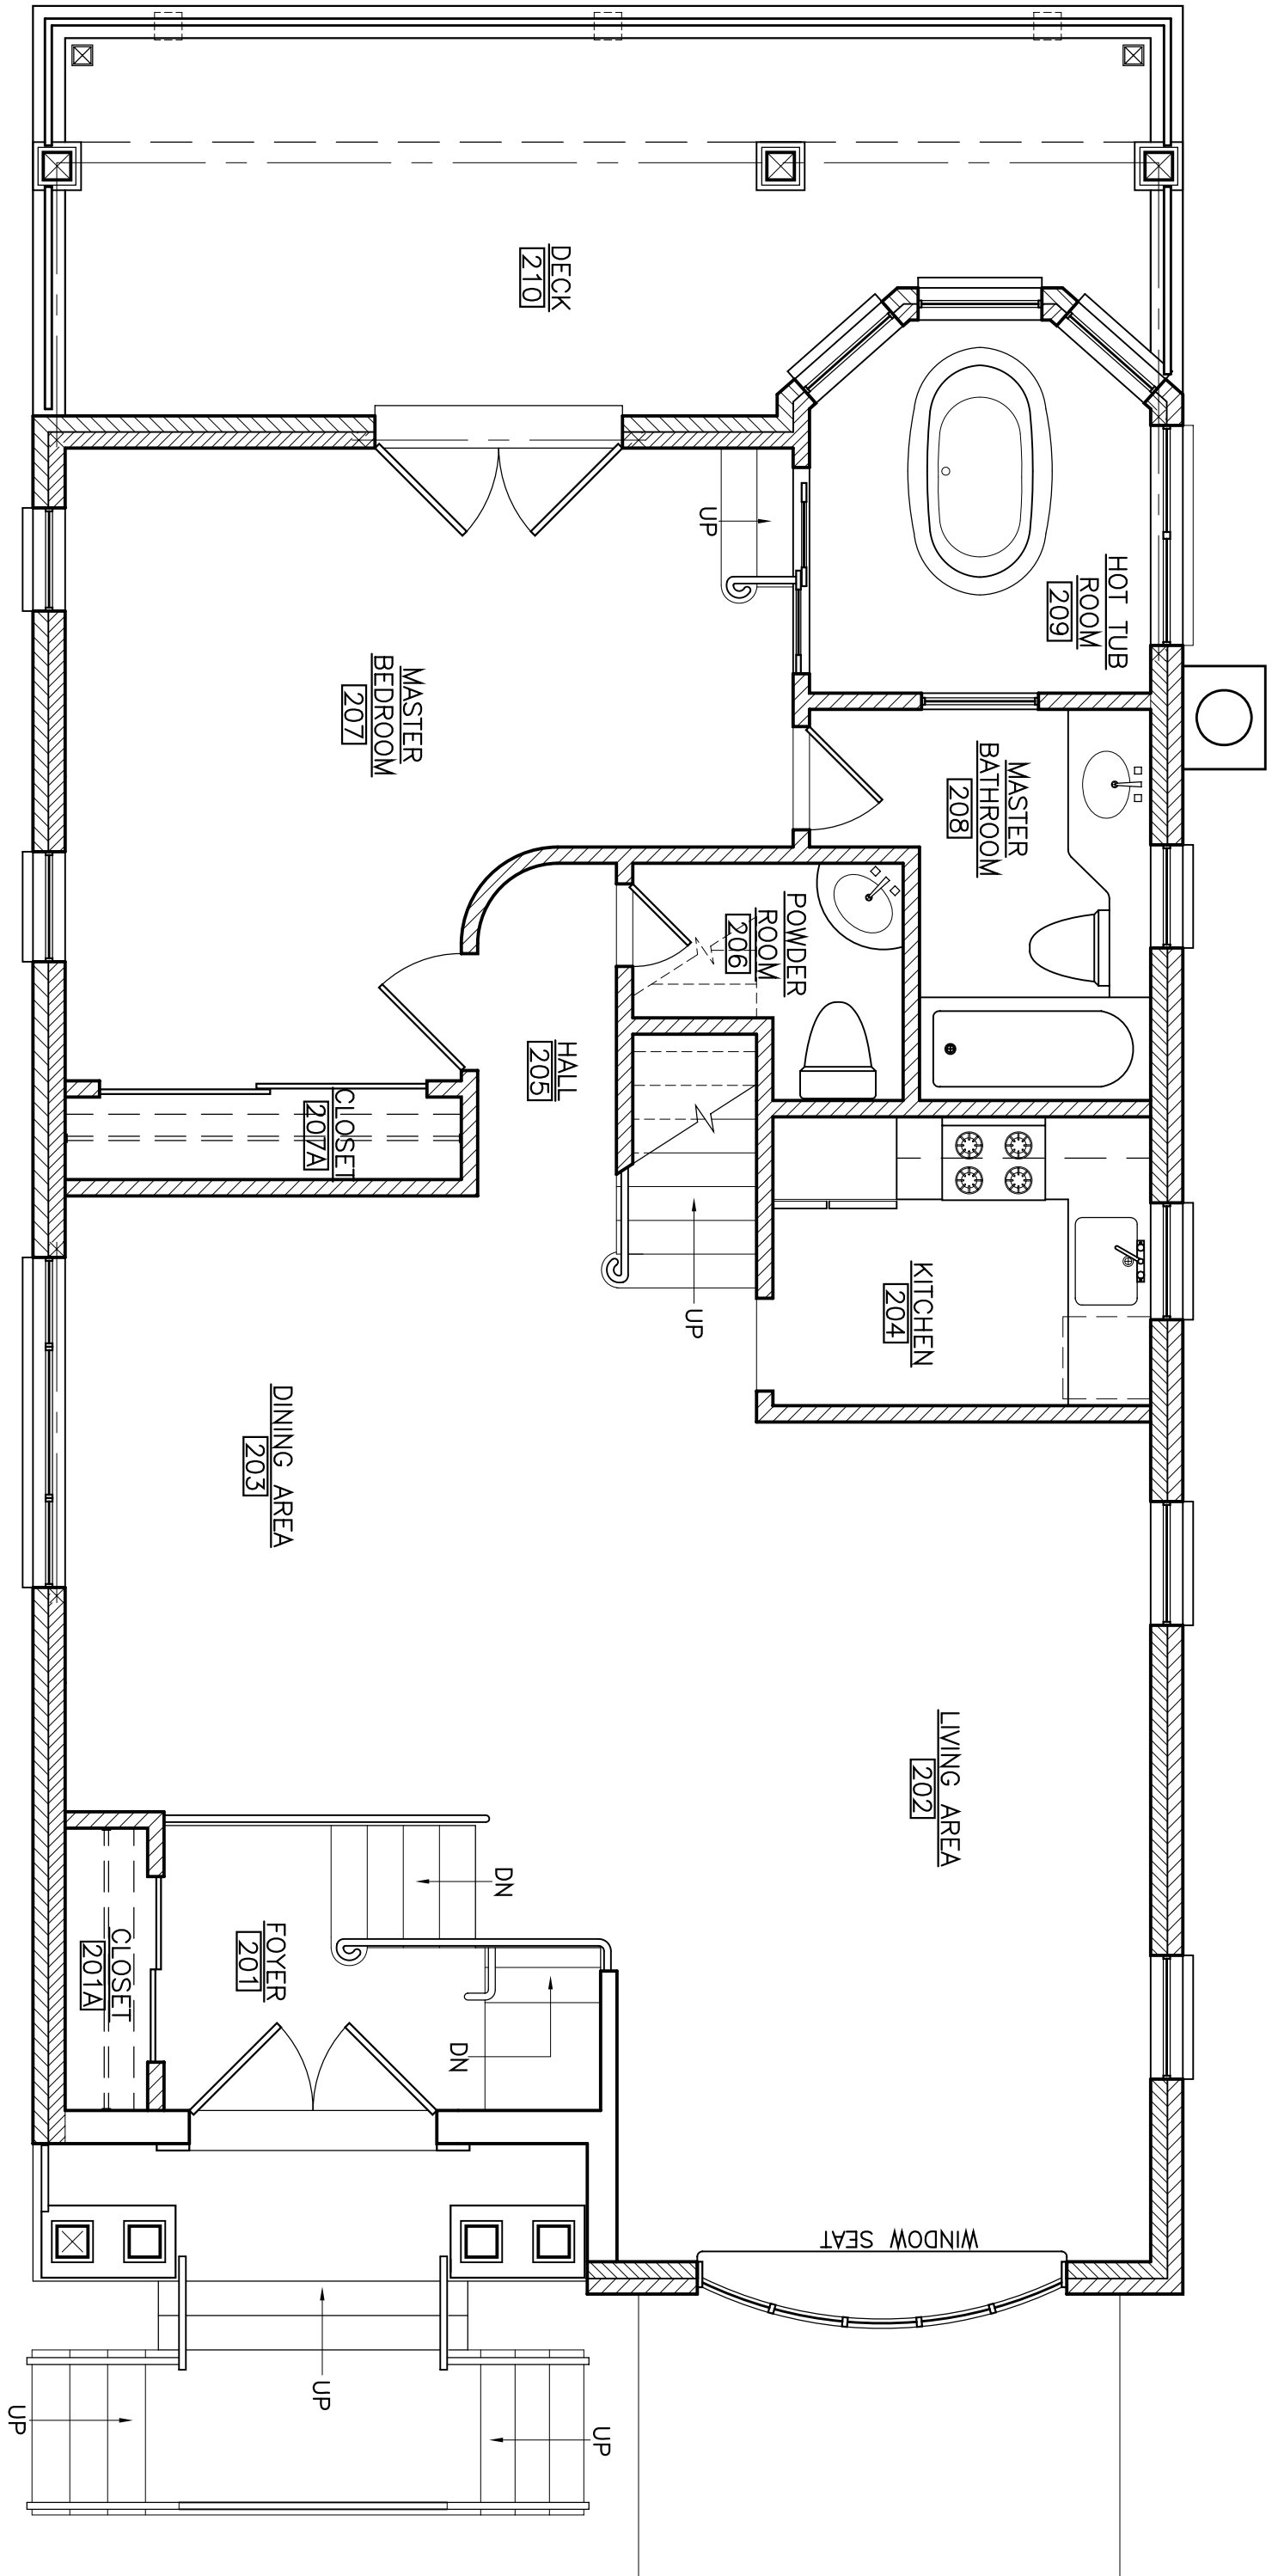 DECK
210
HOT TUB
ROOM
209
UP
MASTER
BEDROOM
207
MASTER
BATHROOM
208
POWDER
ROOM
206
HALL
205
CLOSET
207A
UP
KITCHEN
204
DINING AREA
203
LIVING AREA
202
DN
FOYER
201
CLOSET
201A
DN
WINDOW SEAT
UP
UP
UP